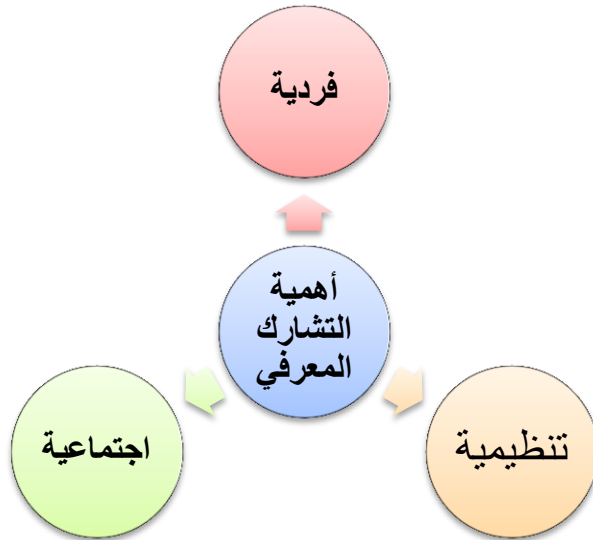 فردية
أهمية
التشارك
المعرفي
تنظيمية
اجتماعية